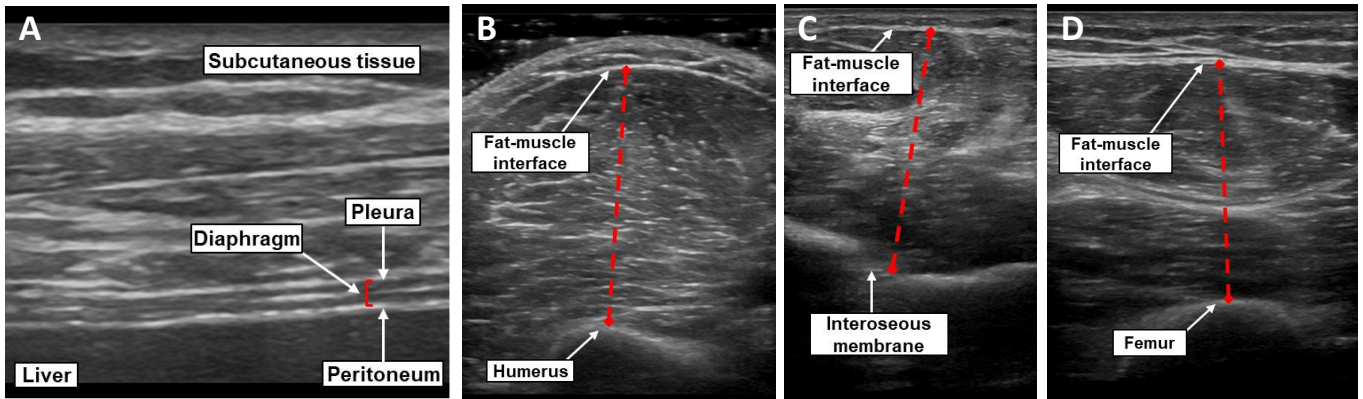 A
Subcutaneous tissue
Pleura
Diaphragm
Liver
Peritoneum
B
Fat-muscle
interface
Humerus
C
Fat-muscle
interface
Interoseous
membrane
D
Fat-muscle
interface
Femur